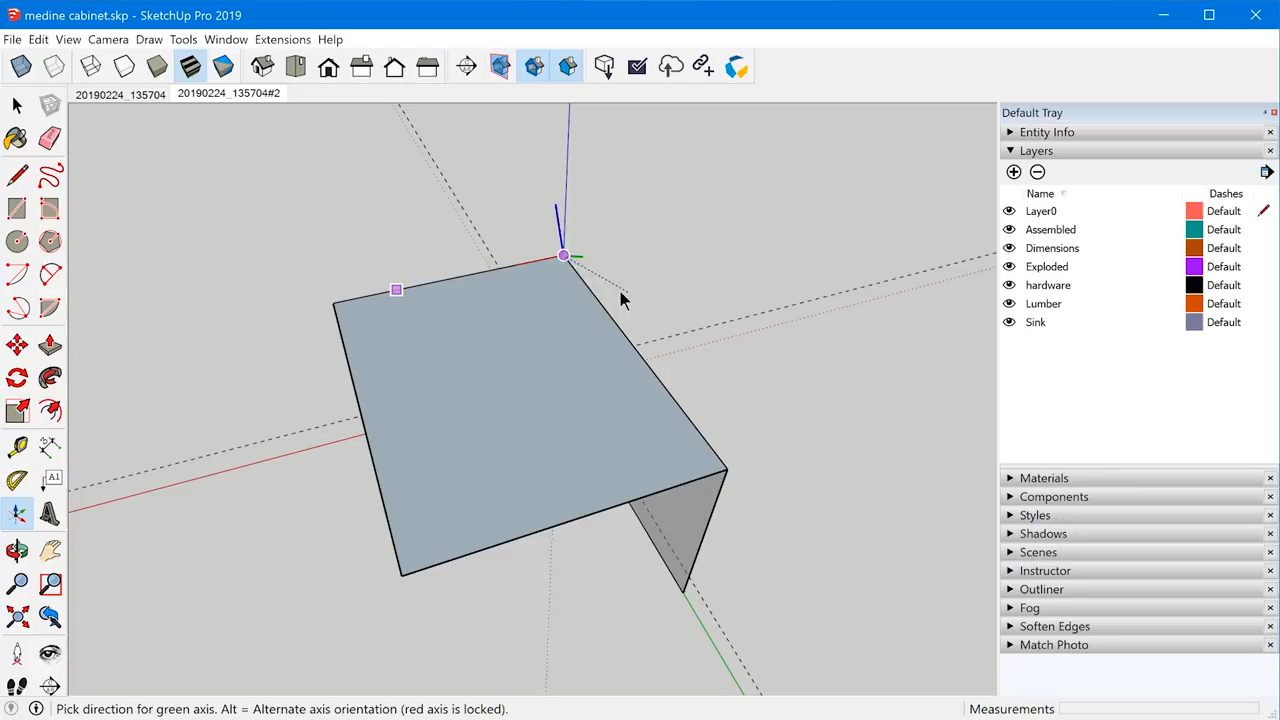 medine cabinet.skp - SketchUp Pro 2019
File Edit View Camera Draw Tools Window Extensions Help
20190224_135704 20190224_135704#2
Default Tray
Entity Info
Layers
Name Dashes
Layer0 Default
Assembled Default
Dimensions Default
Exploded Default
hardware Default
Lumber Default
Sink Default
A1
Materials
Components
Styles
Shadows
Scenes
Instructor
Outliner
Fog
Soften Edges
Match Photo
Pick direction for green axis. Alt = Alternate axis orientation (red axis is locked). Measurements